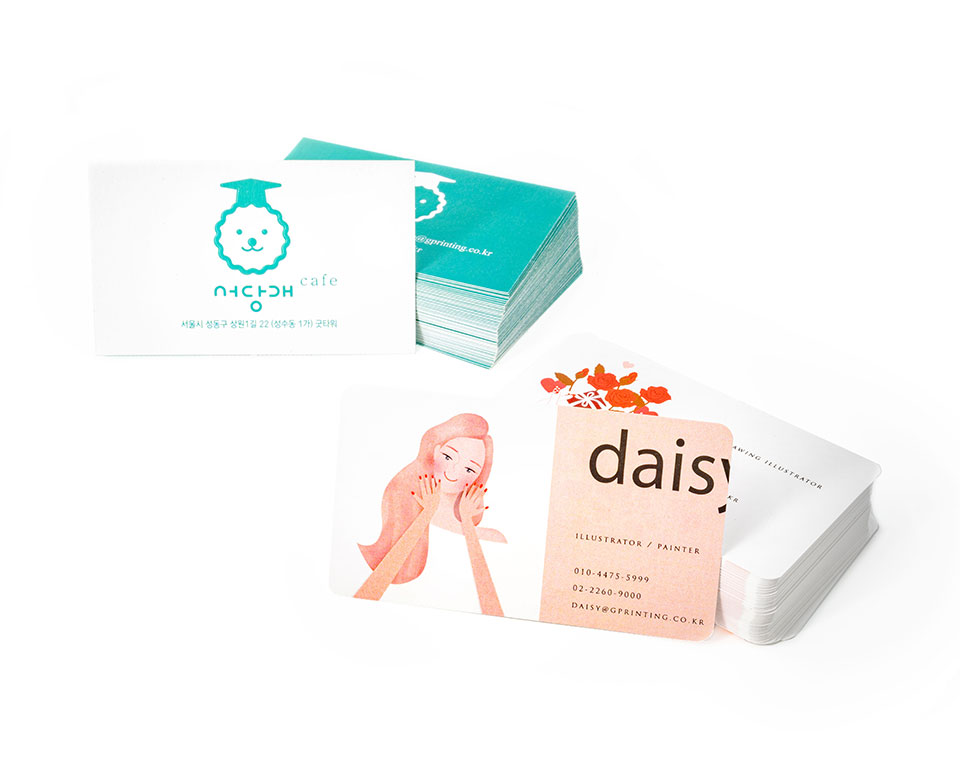 서당개 cafe
서울시 성동구 성원1길 22 (성수동 1가) 굿타워
@gprinting.co.kr
daisy
ILLUSTRATOR / PAINTER
010-4475-5999
02-2260-9000
DAISY@GPRINTING.CO.KR
ILLUSTRATOR